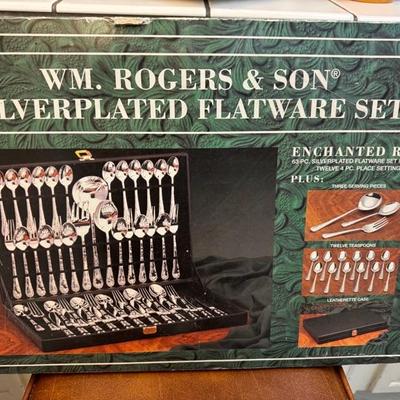 WM. ROGERS & SON®
LVERPLATED FLATWARE SET
ENCHANTED R
63-PC. SILVERPLATED FLATWARE SET
TWELVE 4 PC. PLACE SETTING
PLUS:
THREE SERVING PIECES
TWELVE TEASPOONS
LEATHERETTE CASE